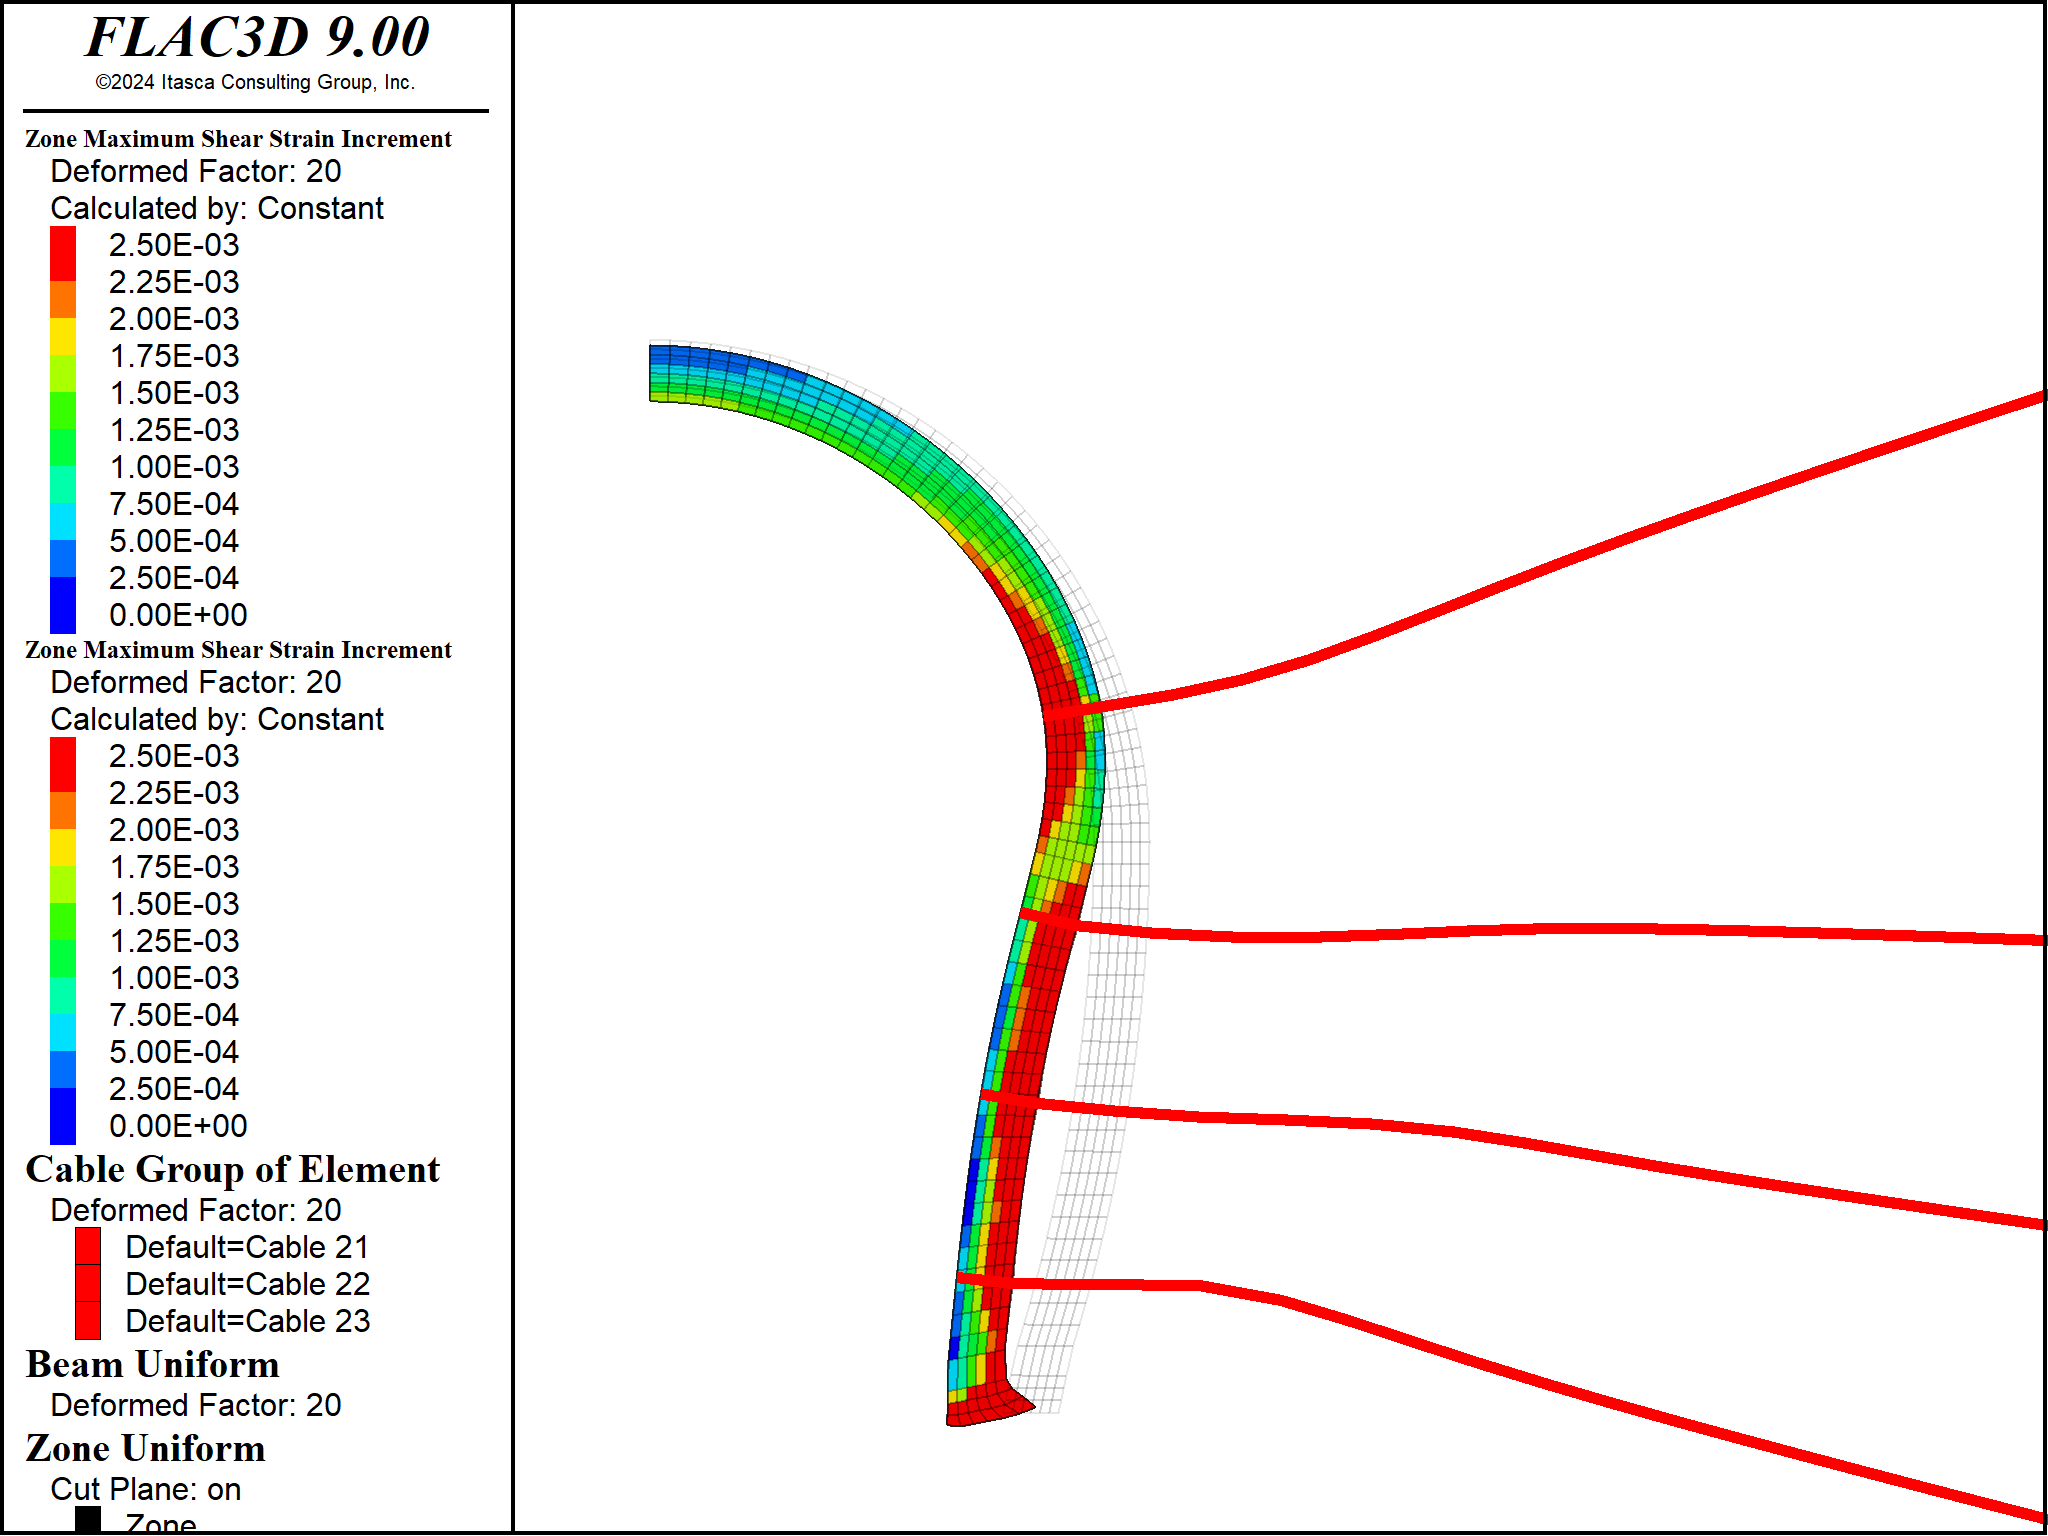 FLAC3D 9.00
©2024 Itasca Consulting Group, Inc.
Zone Maximum Shear Strain Increment
Deformed Factor: 20
Calculated by: Constant
2.50E-03
2.25E-03
2.00E-03
1.75E-03
1.50E-03
1.25E-03
1.00E-03
7.50E-04
5.00E-04
2.50E-04
0.00E+00
Zone Maximum Shear Strain Increment
Deformed Factor: 20
Calculated by: Constant
2.50E-03
2.25E-03
2.00E-03
1.75E-03
1.50E-03
1.25E-03
1.00E-03
7.50E-04
5.00E-04
2.50E-04
0.00E+00
Cable Group of Element
Deformed Factor: 20
Default=Cable 21
Default=Cable 22
Default=Cable 23
Beam Uniform
Deformed Factor: 20
Zone Uniform
Cut Plane: on
Zone